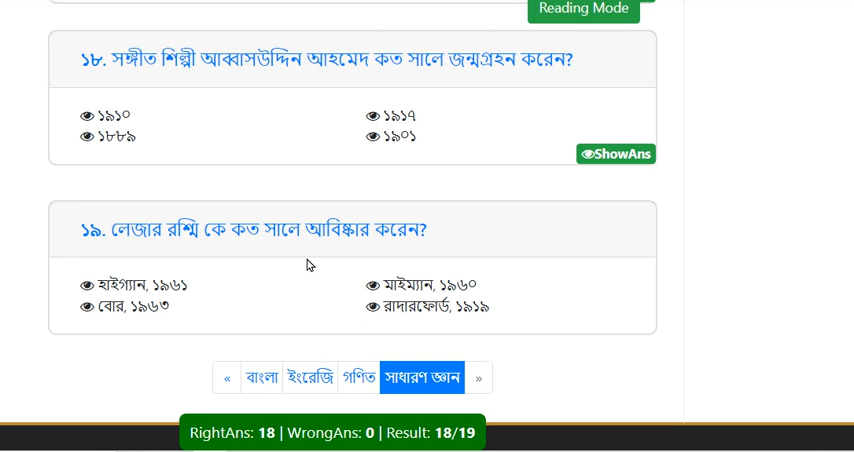 Reading Mode
১৮. সঙ্গীত শিল্পী আব্বাসউদ্দিন আহমেদ কত সালে জন্মগ্রহন করেন?
১৯১০ ১৯১৭
১৮৮৯ ১৯০১
ShowAns
১৯. লেজার রশ্মি কে কত সালে আবিষ্কার করেন?
হাইগ্যান, ১৯৬১ মাইম্যান, ১৯৬০
বোর, ১৯৬৩ রাদারফোর্ড, ১৯১৯
« বাংলা ইংরেজি গণিত সাধারণ জ্ঞান »
RightAns: 18 | WrongAns: 0 | Result: 18/19